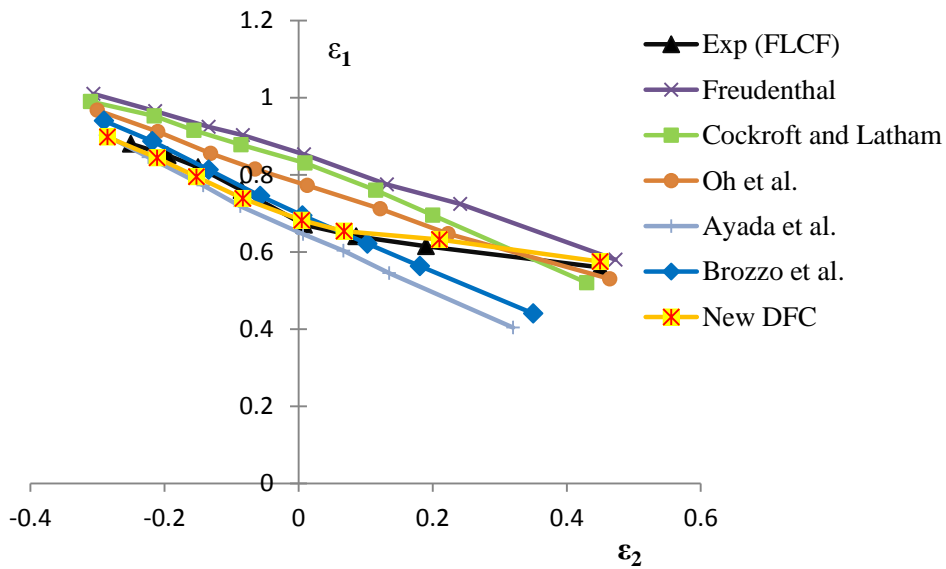 1.2
ε1
1
0.8
0.6
0.4
0.2
0
-0.4
-0.2
0
0.2
0.4
0.6
ε2
Exp (FLCF)
Freudenthal
Cockroft and Latham
Oh et al.
Ayada et al.
Brozzo et al.
New DFC